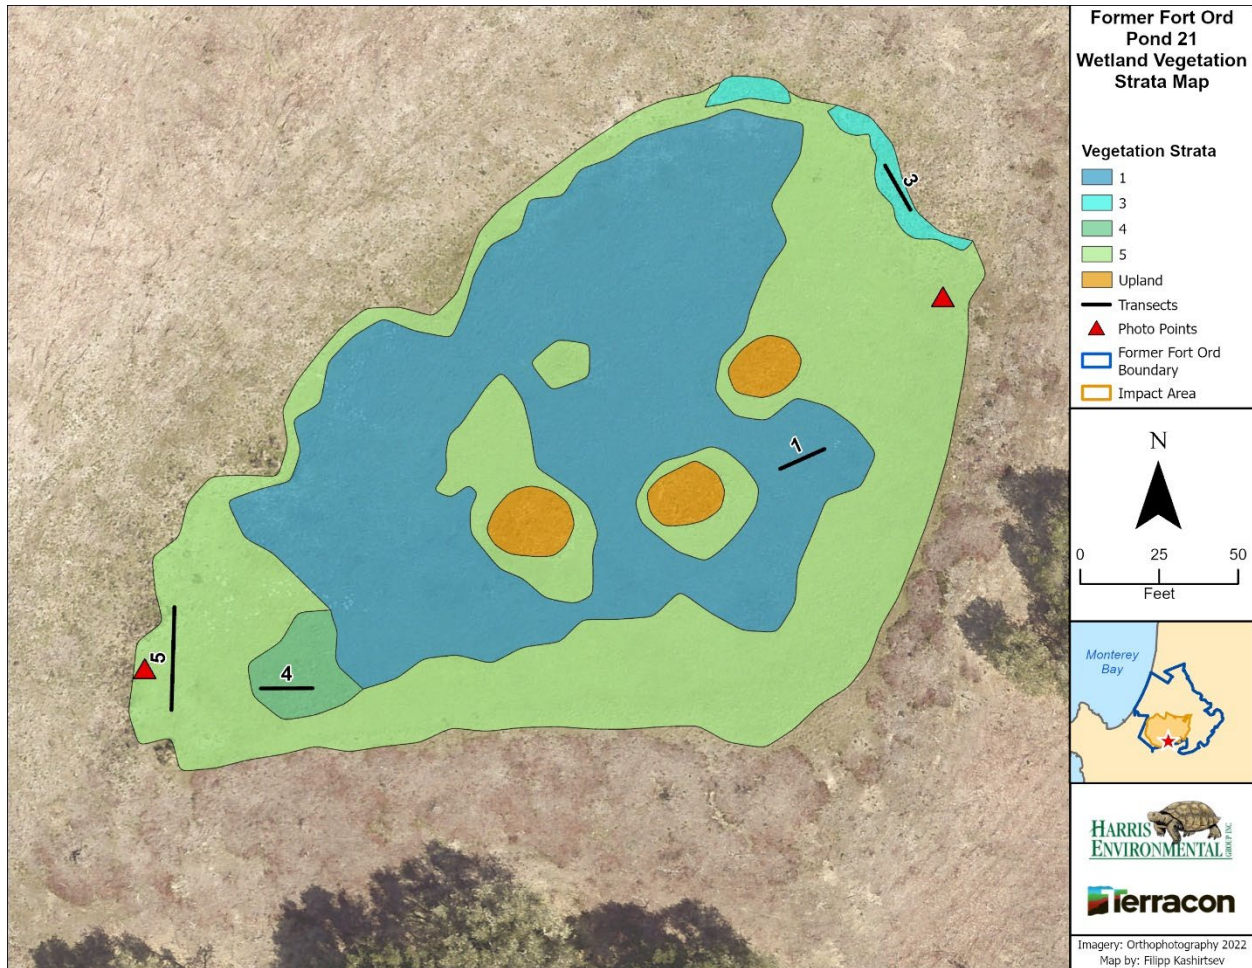 Former Fort Ord
Pond 21
Wetland Vegetation
Strata Map
Vegetation Strata
1
3
4
5
Upland
Transects
Photo Points
Former Fort Ord
Boundary
Impact Area
N
0 25 50
Feet
Monterey
Bay
HARRIS
ENVIRONMENTAL
GROUP INC
Terracon
Imagery: Orthophotography 2022
Map by: Filipp Kashirtsev
3
1
5
4